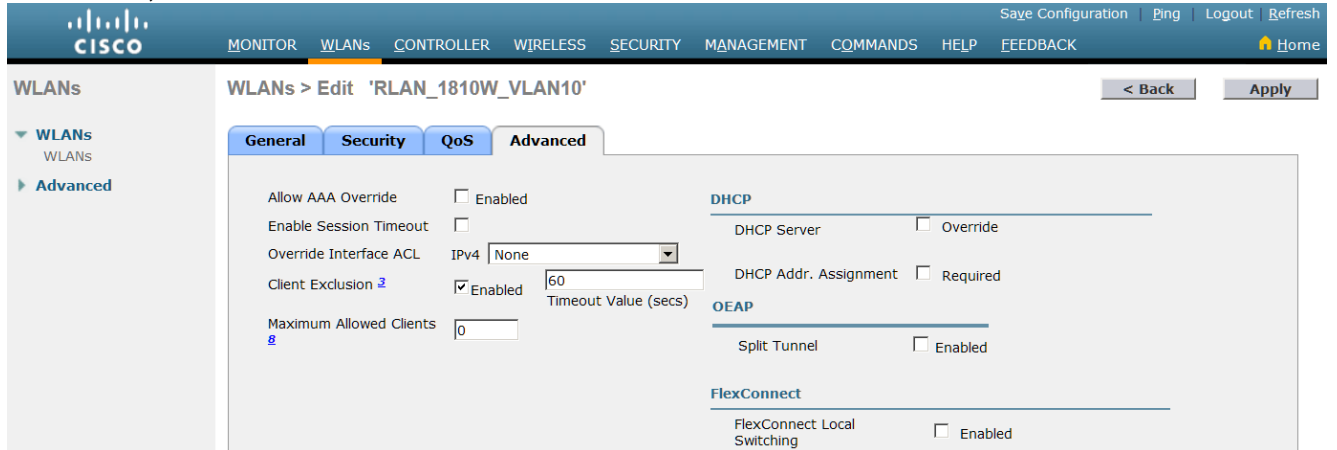 Save Configuration | Ping | Logout | Refresh
CISCO
MONITOR WLANs CONTROLLER WIRELESS SECURITY MANAGEMENT COMMANDS HELP FEEDBACK Home
WLANs
WLANs
WLANs
Advanced
WLANs > Edit 'RLAN_1810W_VLAN10'
< Back Apply
General Security QoS Advanced
Allow AAA Override Enabled
Enable Session Timeout
Override Interface ACL IPv4 None
Client Exclusion 3 Enabled 60
Timeout Value (secs)
Maximum Allowed Clients 0
8
DHCP
DHCP Server Override
DHCP Addr. Assignment Required
OEAP
Split Tunnel Enabled
FlexConnect
FlexConnect Local
Switching Enabled